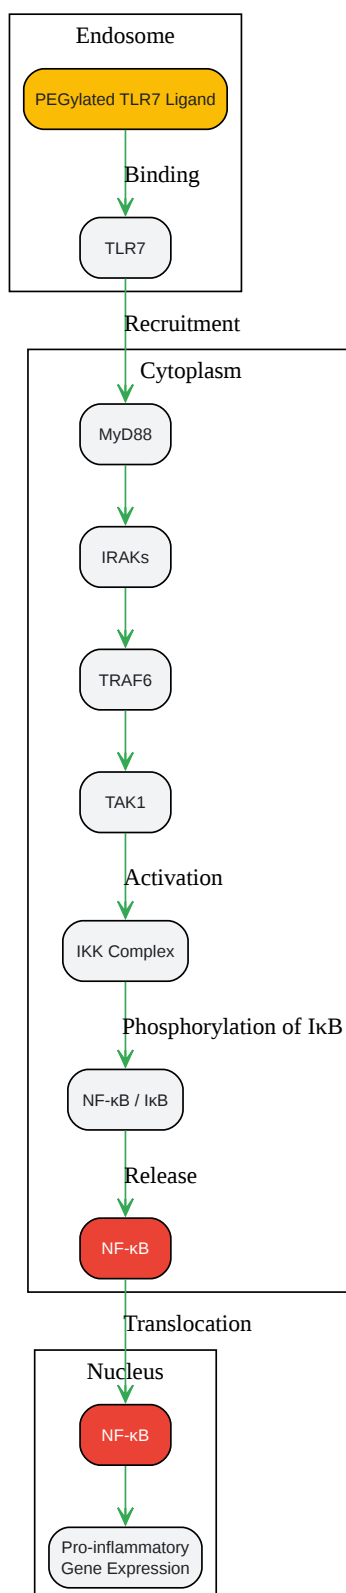 Endosome
PEGylated TLR7 Ligand
Binding
TLR7
Recruitment
Cytoplasm
MyD88
IRAKs
TRAF6
TAK1
Activation
IKK Complex
Phosphorylation of IκB
NF-κB / IκB
Release
NF-κB
Translocation
Nucleus
NF-κB
Pro-inflammatory
Gene Expression